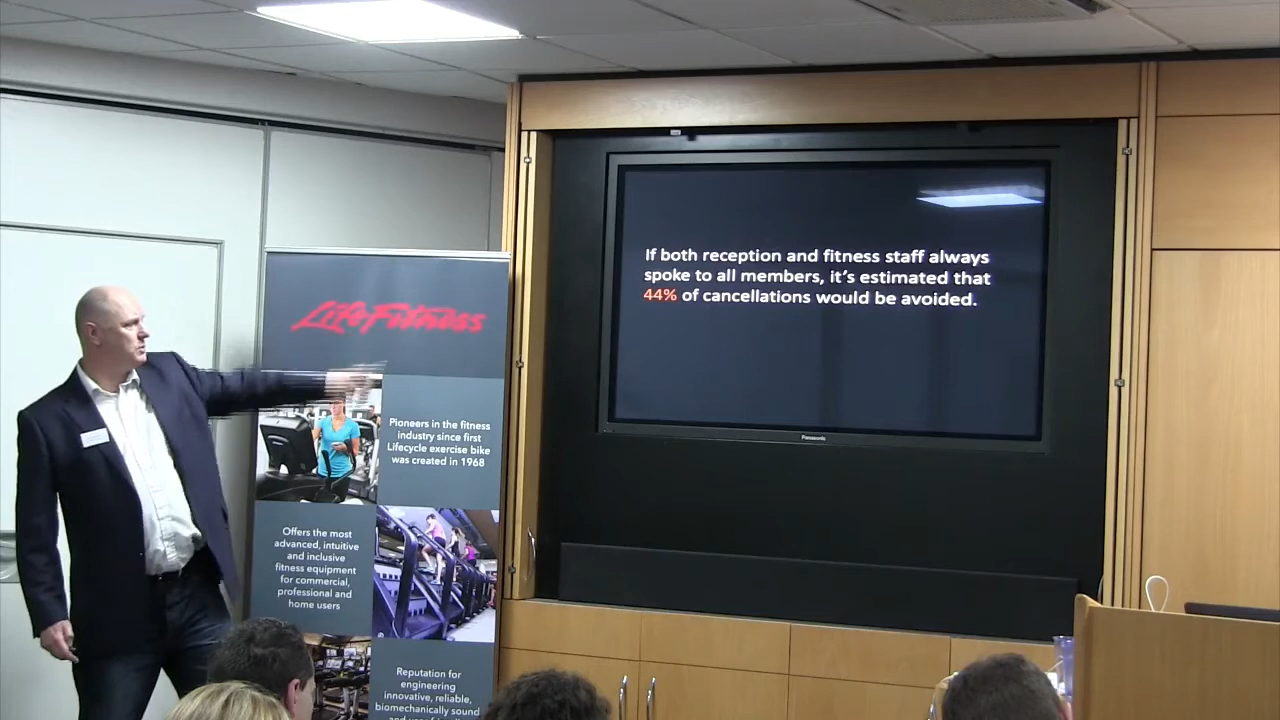 If both reception and fitness staff always
spoke to all members, it's estimated that
44% of cancellations would be avoided.
Panasonic
Life Fitness
Pioneers in the fitness
industry since first
Lifecycle exercise bike
was created in 1968
Offers the most
advanced, intuitive
and inclusive
fitness equipment
for commercial,
professional and
home users
Reputation for
engineering
innovative, reliable,
biomechanically sound